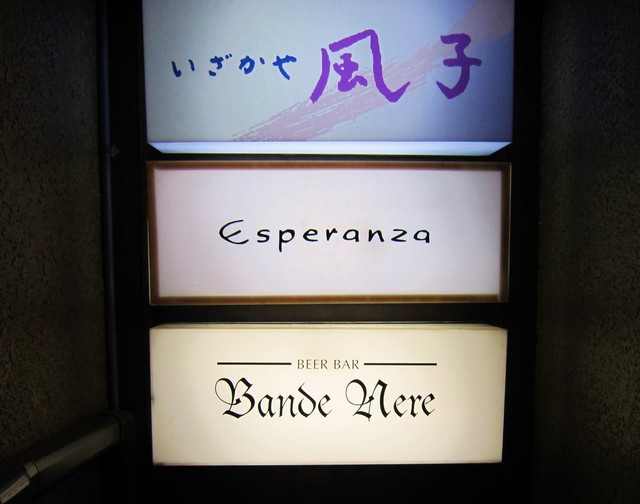 いざかや 風子
Esperanza
BEER BAR
Bande Nere